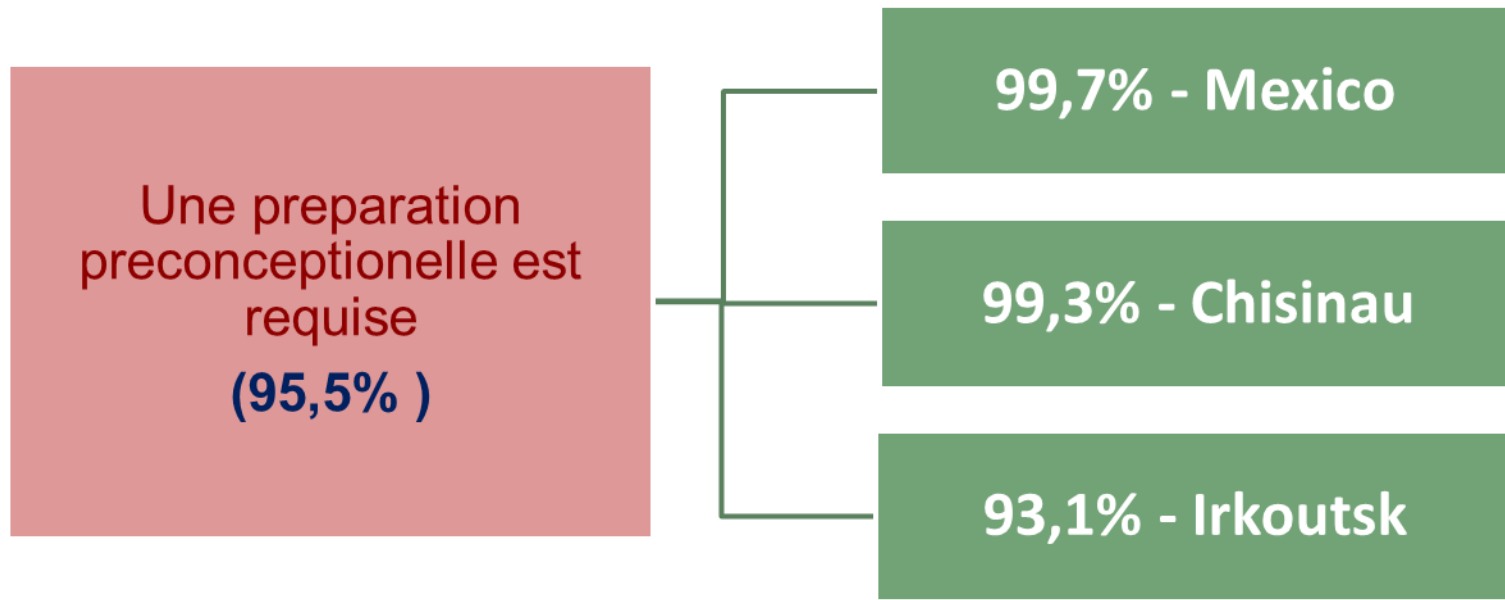 Une preparation
preconceptionelle est
requise
(95,5% )
99,7% - Mexico
99,3% - Chisinau
93,1% - Irkoutsk